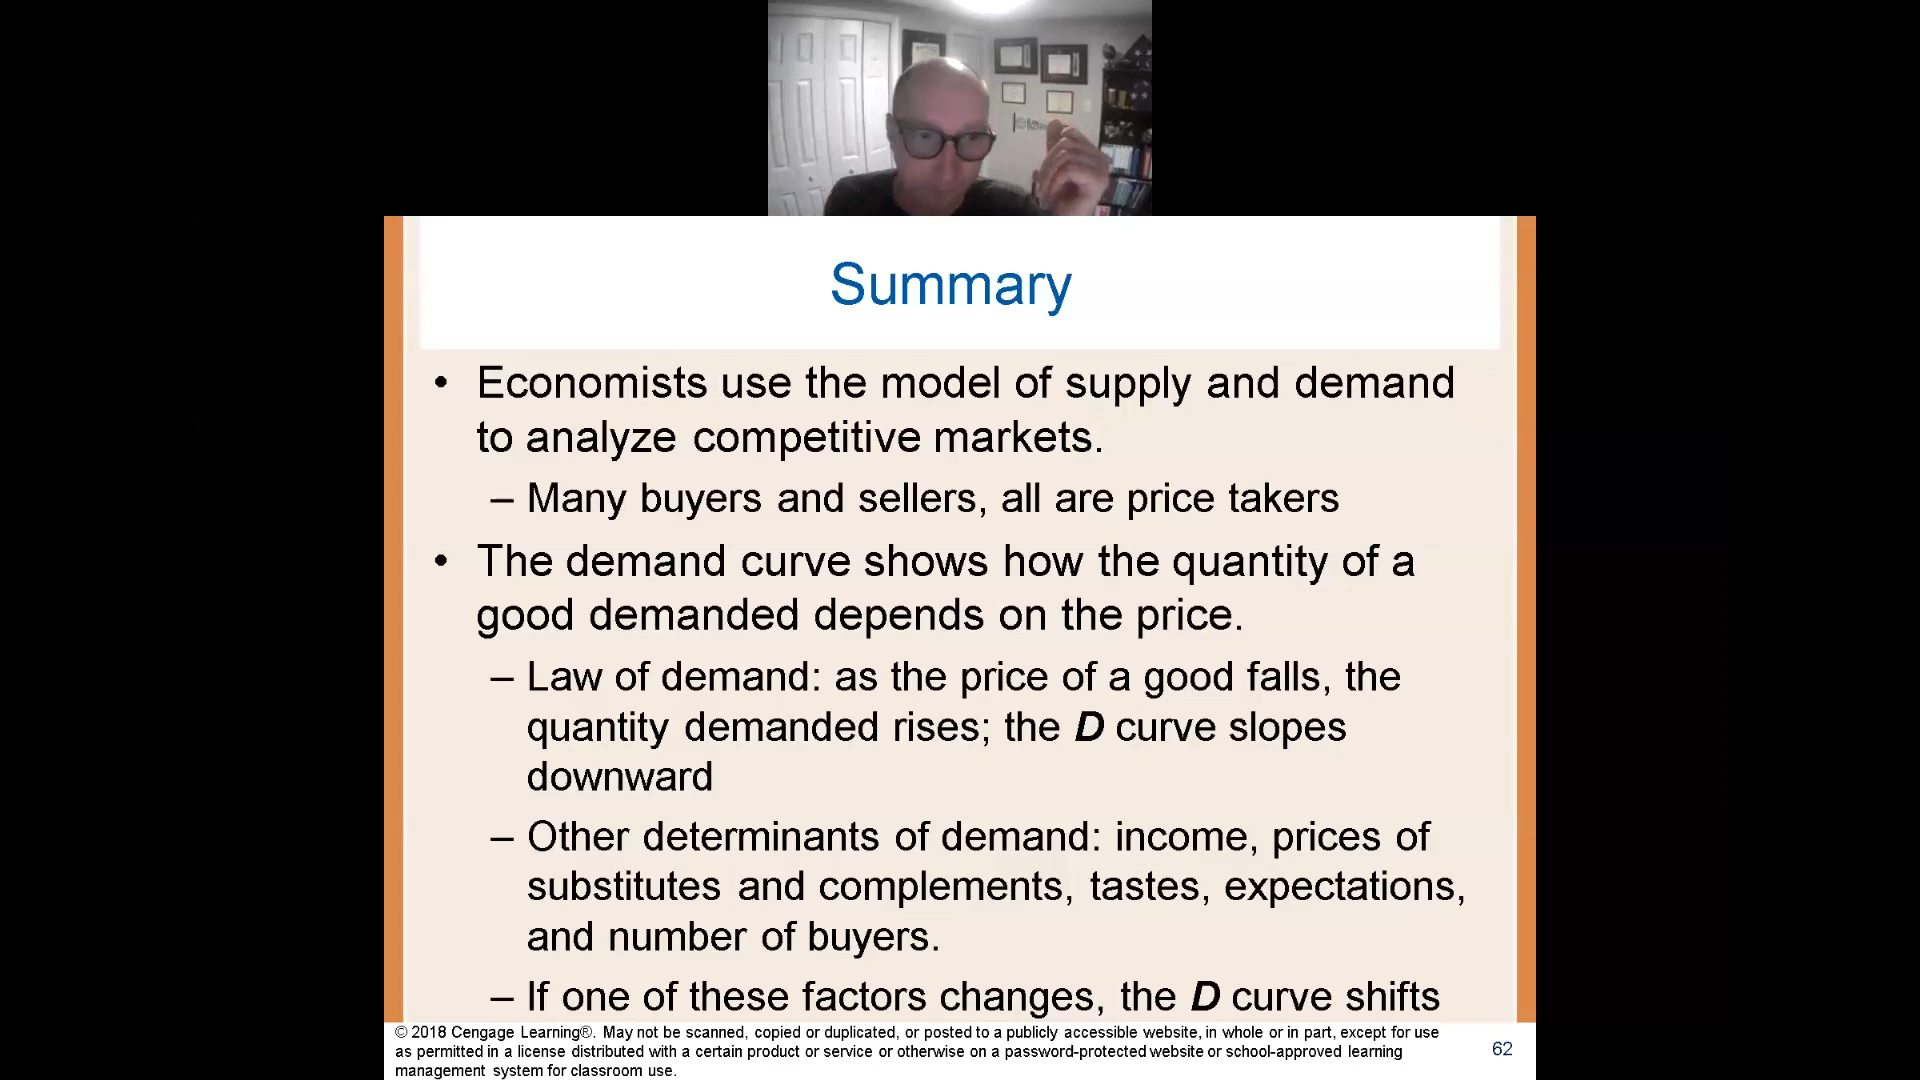 Summary
• Economists use the model of supply and demand
to analyze competitive markets.
– Many buyers and sellers, all are price takers
• The demand curve shows how the quantity of a
good demanded depends on the price.
– Law of demand: as the price of a good falls, the
quantity demanded rises; the D curve slopes
downward
– Other determinants of demand: income, prices of
substitutes and complements, tastes, expectations,
and number of buyers.
– If one of these factors changes, the D curve shifts
© 2018 Cengage Learning®. May not be scanned, copied or duplicated, or posted to a publicly accessible website, in whole or in part, except for use
as permitted in a license distributed with a certain product or service or otherwise on a password-protected website or school-approved learning
management system for classroom use.
62